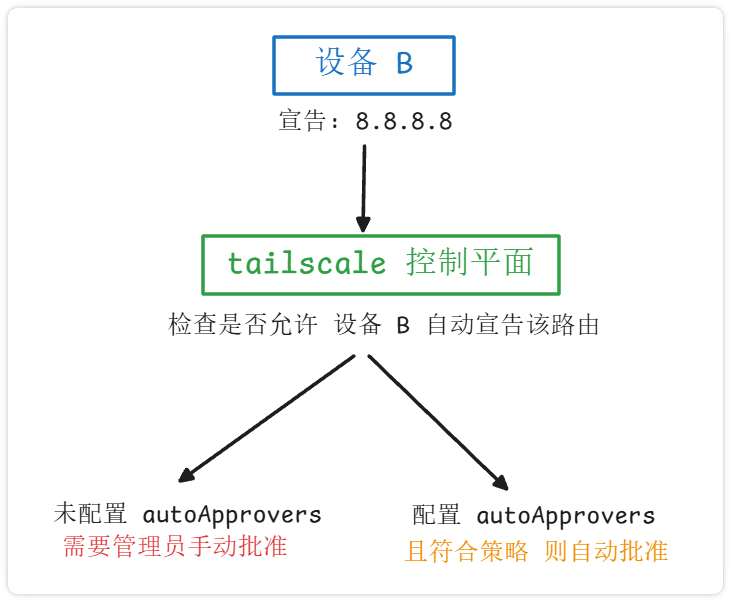 设备 B
宣告: 8.8.8.8
tailscale 控制平面
检查是否允许 设备 B 自动宣告该路由
未配置 autoApprovers
需要管理员手动批准
配置 autoApprovers
且符合策略 则自动批准